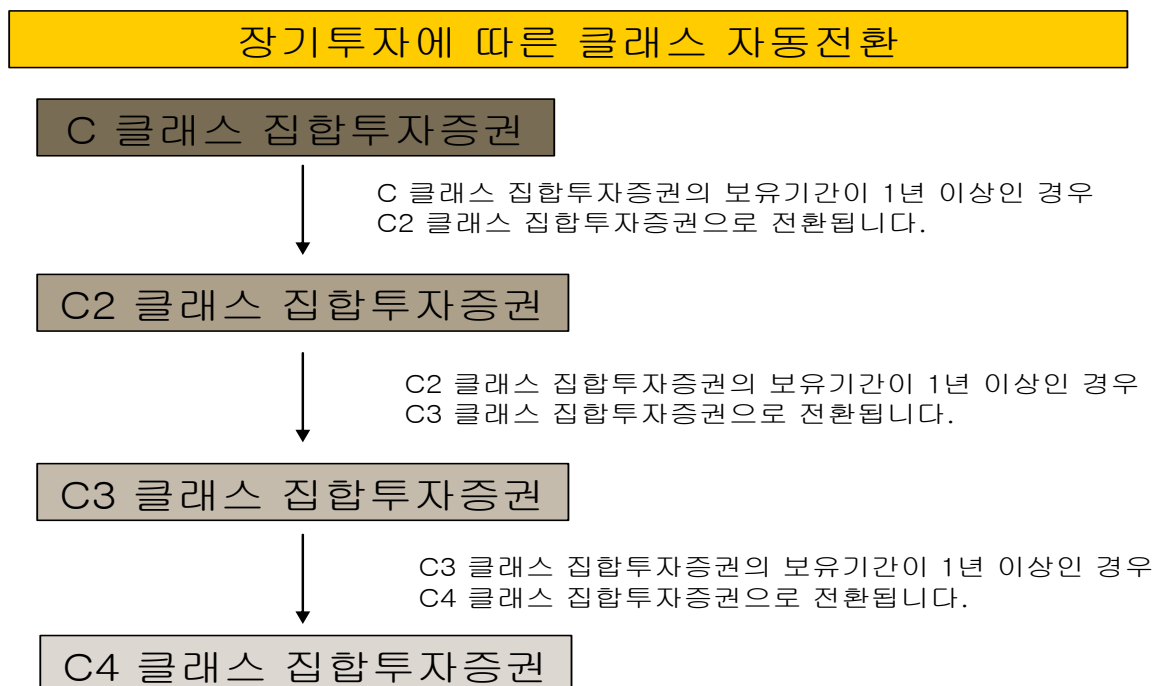 장기투자에 따른 클래스 자동전환
C 클래스 집합투자증권
C 클래스 집합투자증권의 보유기간이 1년 이상인 경우
C2 클래스 집합투자증권으로 전환됩니다.
C2 클래스 집합투자증권
C2 클래스 집합투자증권의 보유기간이 1년 이상인 경우
C3 클래스 집합투자증권으로 전환됩니다.
C3 클래스 집합투자증권
C3 클래스 집합투자증권의 보유기간이 1년 이상인 경우
C4 클래스 집합투자증권으로 전환됩니다.
C4 클래스 집합투자증권